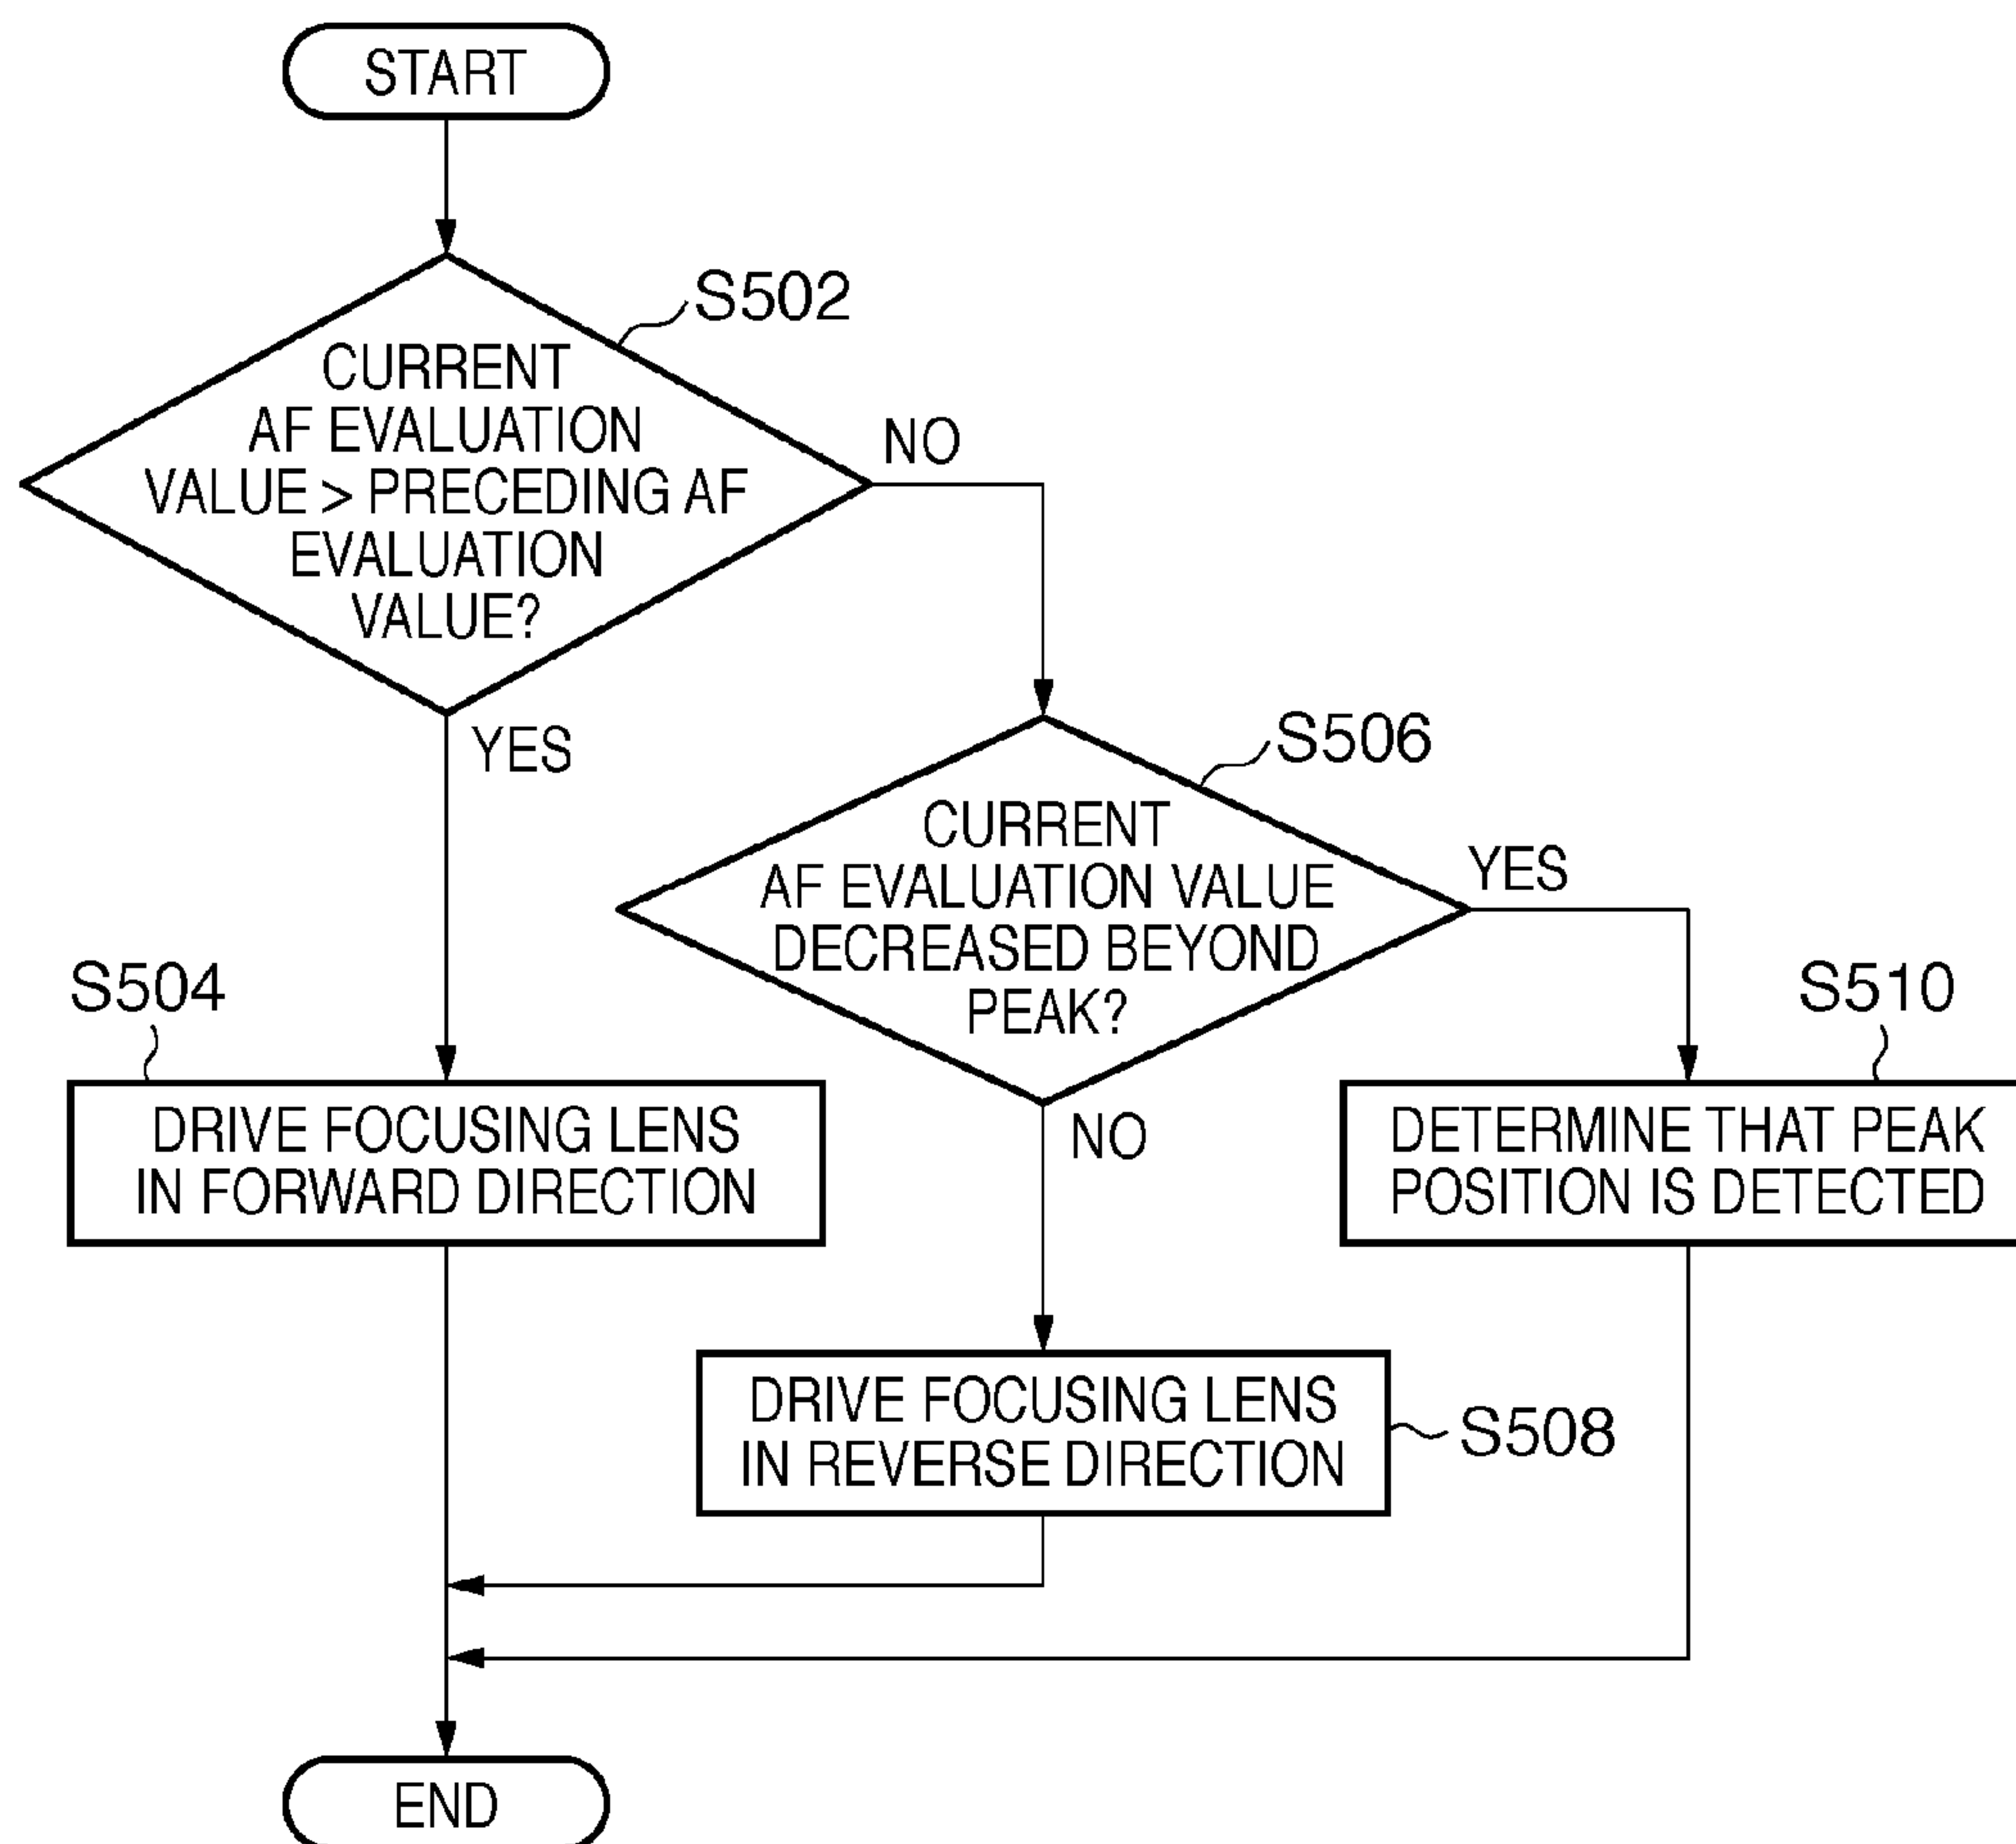 START
S502
CURRENT
AF EVALUATION
VALUE > PRECEDING AF
EVALUATION
VALUE?
NO
YES
S506
CURRENT
AF EVALUATION VALUE
DECREASED BEYOND
PEAK?
YES
NO
S504
DRIVE FOCUSING LENS
IN FORWARD DIRECTION
S510
DETERMINE THAT PEAK
POSITION IS DETECTED
DRIVE FOCUSING LENS
IN REVERSE DIRECTION
S508
END